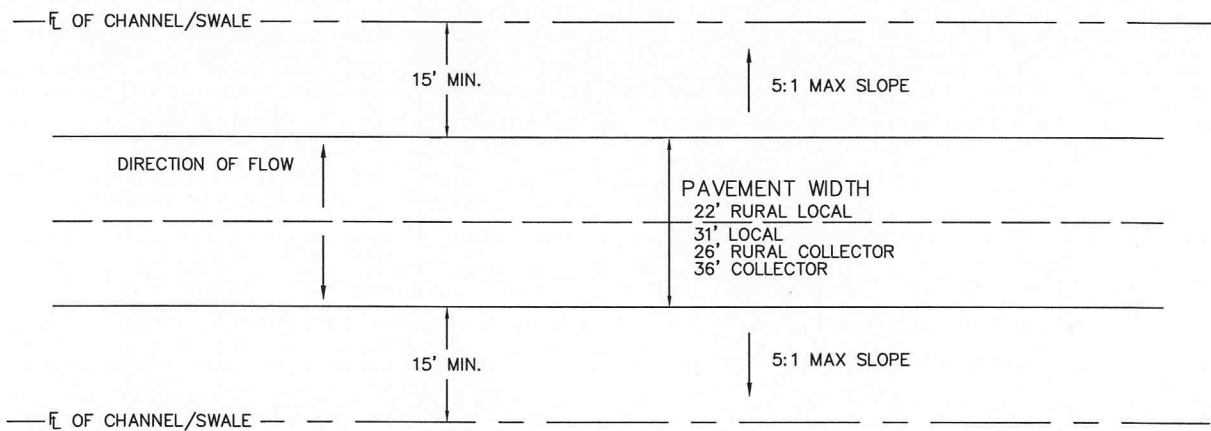 ℄ OF CHANNEL/SWALE
15' MIN.
5:1 MAX SLOPE
DIRECTION OF FLOW
PAVEMENT WIDTH
22' RURAL LOCAL
31' LOCAL
26' RURAL COLLECTOR
36' COLLECTOR
15' MIN.
5:1 MAX SLOPE
℄ OF CHANNEL/SWALE